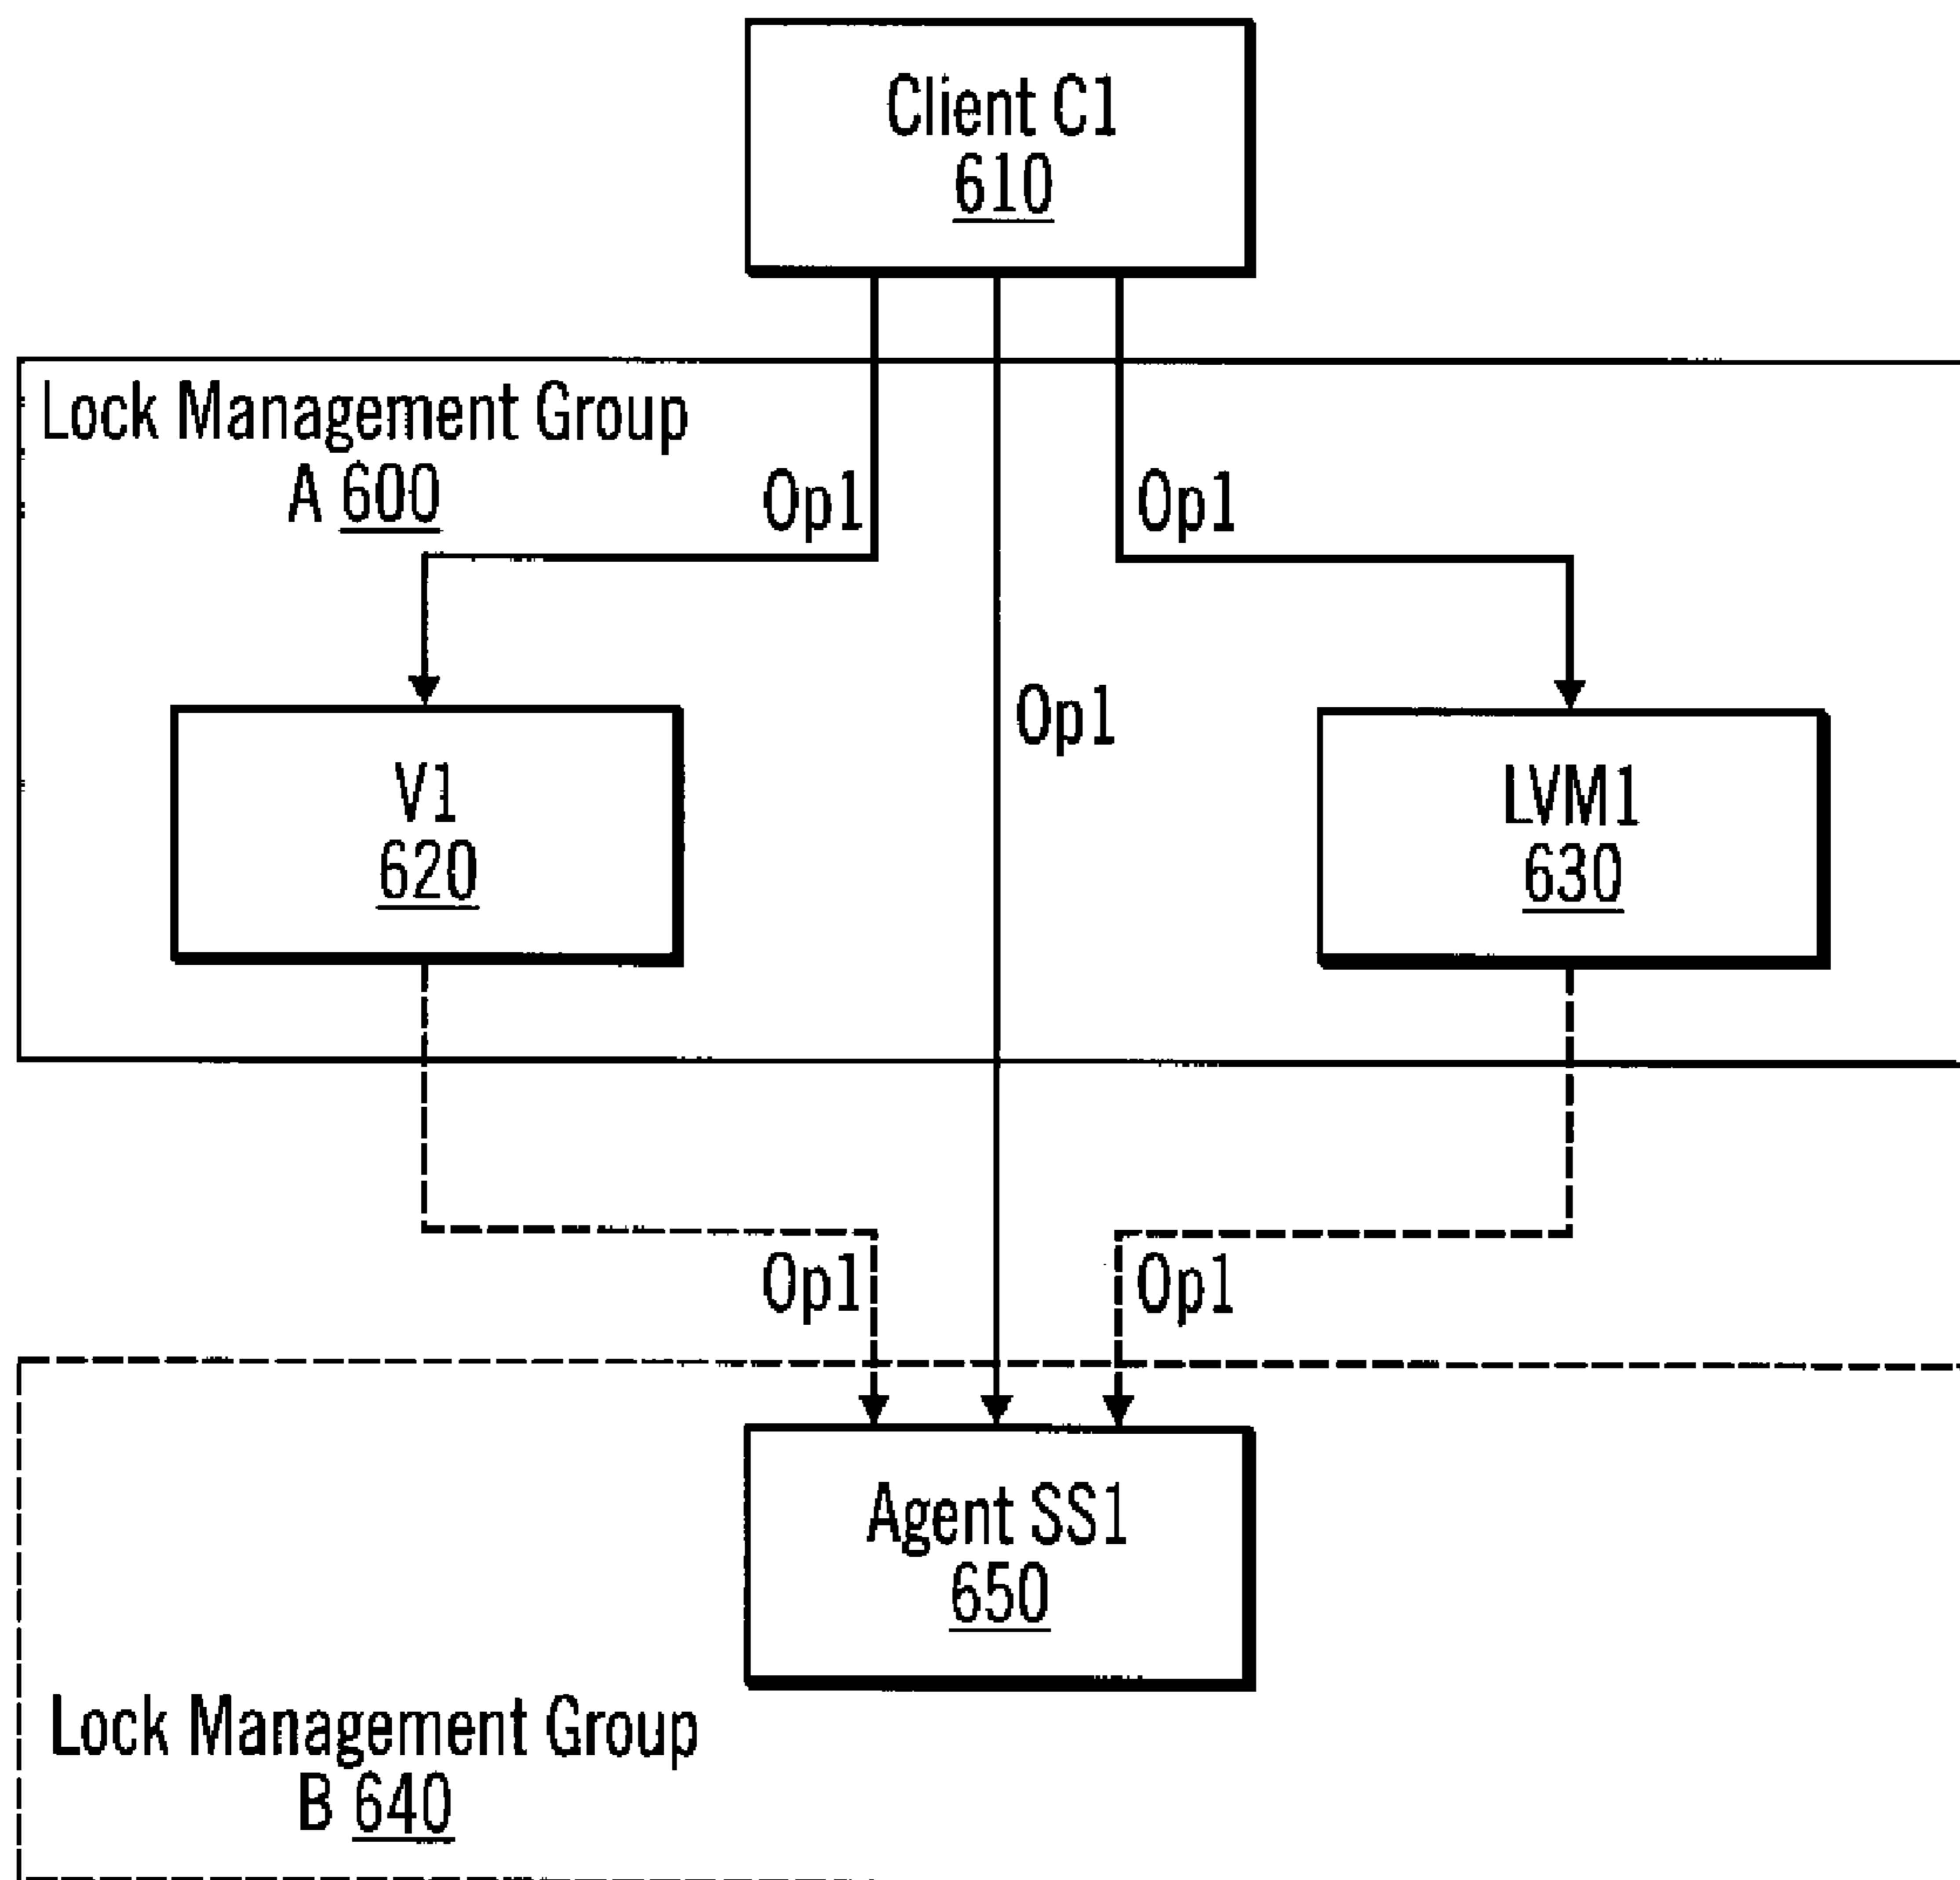 Client C1
610
Lock Management Group
A 600
Op1
Op1
Op1
V1
620
LVM1
630
Op1
Op1
Agent SS1
650
Lock Management Group
B 640